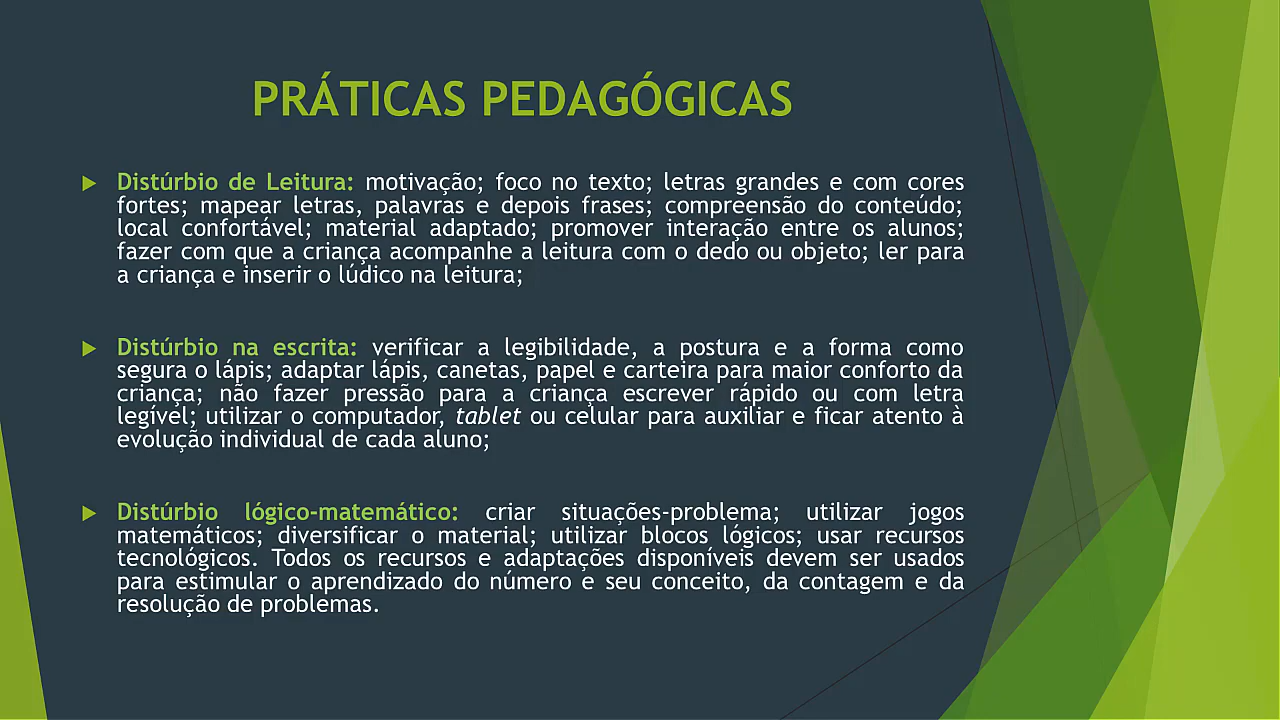 PRÁTICAS PEDAGÓGICAS
Distúrbio de Leitura: motivação; foco no texto; letras grandes e com cores
fortes; mapear letras, palavras e depois frases; compreensão do conteúdo;
local confortável; material adaptado; promover interação entre os alunos;
fazer com que a criança acompanhe a leitura com o dedo ou objeto; ler para
a criança e inserir o lúdico na leitura;
Distúrbio na escrita: verificar a legibilidade, a postura e a forma como
segura o lápis; adaptar lápis, canetas, papel e carteira para maior conforto da
criança; não fazer pressão para a criança escrever rápido ou com letra
legível; utilizar o computador, tablet ou celular para auxiliar e ficar atento à
evolução individual de cada aluno;
Distúrbio lógico-matemático: criar situações-problema; utilizar jogos
matemáticos; diversificar o material; utilizar blocos lógicos; usar recursos
tecnológicos. Todos os recursos e adaptações disponíveis devem ser usados
para estimular o aprendizado do número e seu conceito, da contagem e da
resolução de problemas.